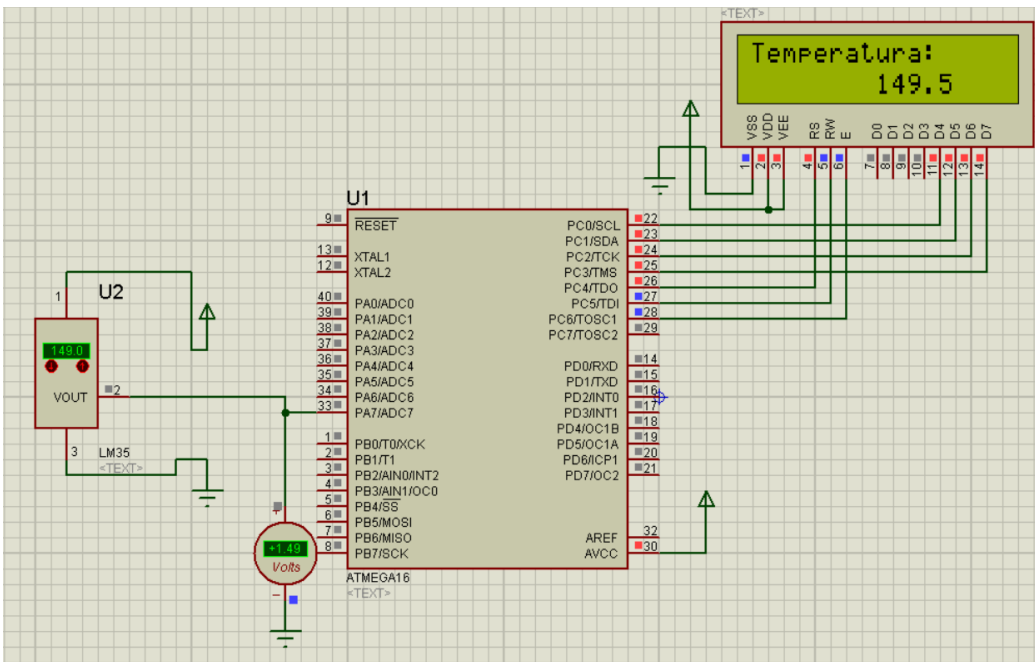 <TEXT>
Temperatura:
149.5
VSS
VDD
VEE
RS
RW
E
D0
D1
D2
D3
D4
D5
D6
D7
1
2
3
4
5
6
7
8
9
10
11
12
13
14
U1
9 RESET
13 XTAL1
12 XTAL2
40 PA0/ADC0
39 PA1/ADC1
38 PA2/ADC2
37 PA3/ADC3
36 PA4/ADC4
35 PA5/ADC5
34 PA6/ADC6
33 PA7/ADC7
1 PB0/T0/XCK
2 PB1/T1
3 PB2/AIN0/INT2
4 PB3/AIN1/OC0
5 PB4/SS
6 PB5/MOSI
7 PB6/MISO
8 PB7/SCK
PC0/SCL 22
PC1/SDA 23
PC2/TCK 24
PC3/TMS 25
PC4/TDO 26
PC5/TDI 27
PC6/TOSC1 28
PC7/TOSC2 29
PD0/RXD 14
PD1/TXD 15
PD2/INT0 16
PD3/INT1 17
PD4/OC1B 18
PD5/OC1A 19
PD6/ICP1 20
PD7/OC2 21
AREF 32
AVCC 30
ATMEGA16
<TEXT>
U2
1
149.0
VOUT
2
3
LM35
<TEXT>
+
+1.49
Volts
−